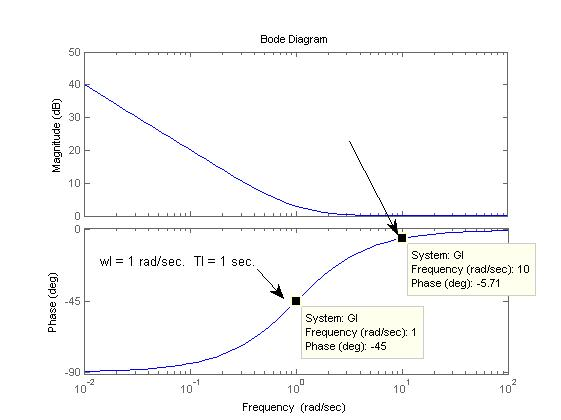 Bode Diagram
Magnitude (dB)
50
40
30
20
10
0
System: GI
Frequency (rad/sec): 10
Phase (deg): -5.71
wI = 1 rad/sec. TI = 1 sec.
System: GI
Frequency (rad/sec): 1
Phase (deg): -45
Phase (deg)
0
-45
-90
10^-2
10^-1
10^0
10^1
10^2
Frequency (rad/sec)